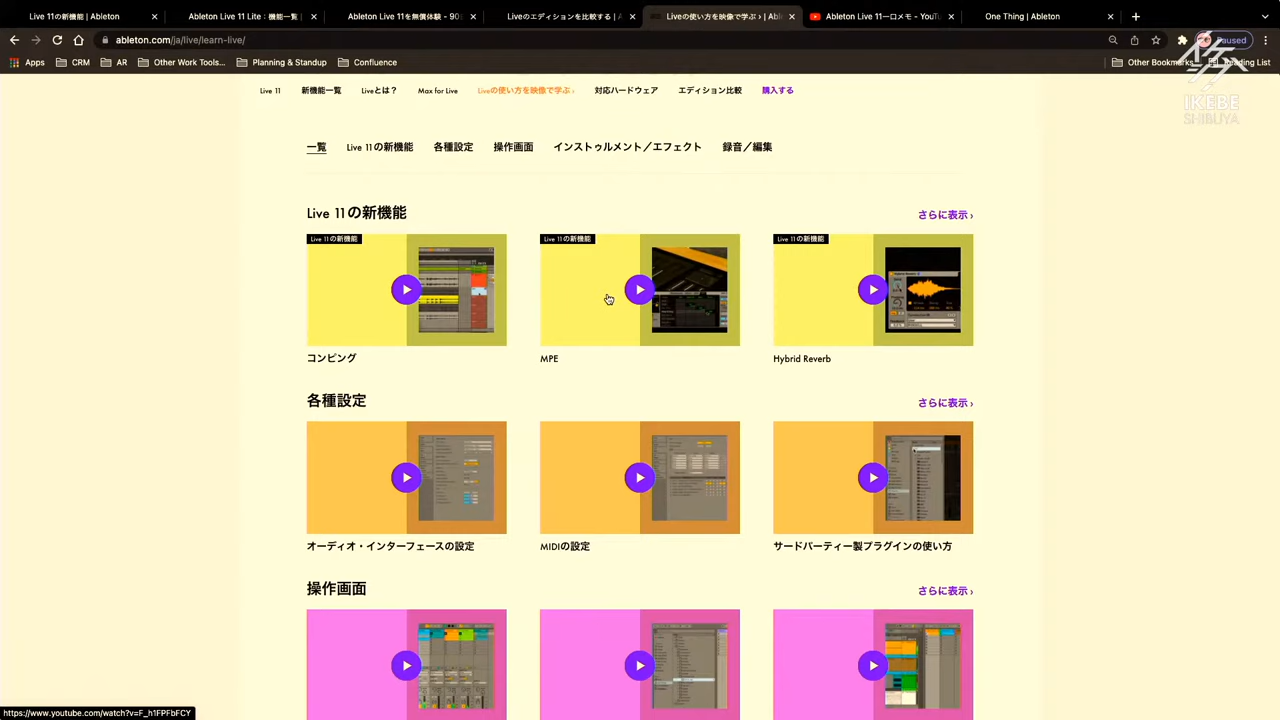 Live 11の新機能 | Ableton
Ableton Live 11 Lite：機能一覧
Ableton Live 11を無償体験 - 90
Liveのエディションを比較する | A
Liveの使い方を映像で学ぶ › | Abl
Ableton Live 11一口メモ - YouTu
One Thing | Ableton
ableton.com/ja/live/learn-live/
Paused
Apps
CRM
AR
Other Work Tools...
Planning & Standup
Confluence
Other Bookmarks
Reading List
IKEBE
SHIBUYA
Live 11
新機能一覧
Liveとは？
Max for Live
Liveの使い方を映像で学ぶ ›
対応ハードウェア
エディション比較
購入する
一覧
Live 11の新機能
各種設定
操作画面
インストゥルメント／エフェクト
録音／編集
Live 11の新機能
さらに表示 ›
Live 11の新機能
Live 11の新機能
Live 11の新機能
コンピング
MPE
Hybrid Reverb
各種設定
さらに表示 ›
オーディオ・インターフェースの設定
MIDIの設定
サードパーティー製プラグインの使い方
操作画面
さらに表示 ›
https://www.youtube.com/watch?v=F_h1FPFbFCY